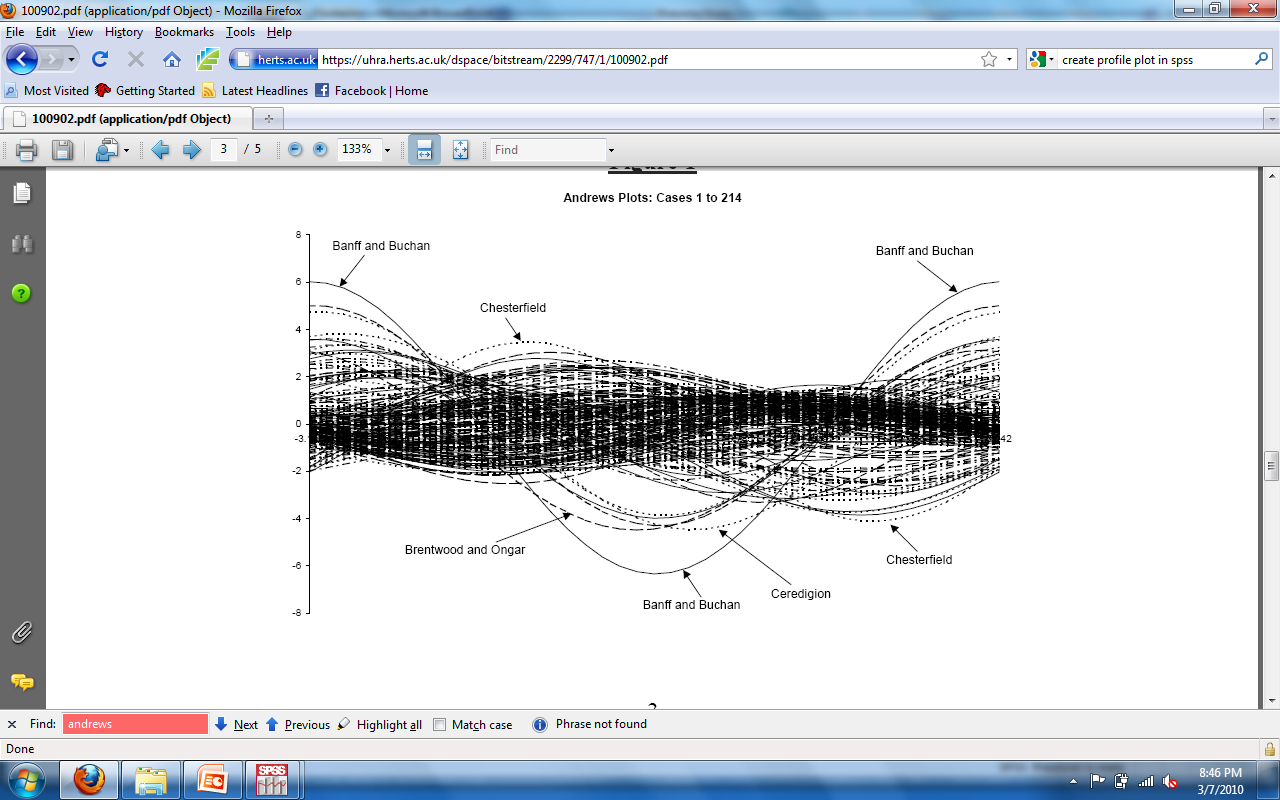 100902.pdf (application/pdf Object) - Mozilla Firefox
File Edit View History Bookmarks Tools Help
herts.ac.uk https://uhra.herts.ac.uk/dspace/bitstream/2299/747/1/100902.pdf create profile plot in spss
Most Visited Getting Started Latest Headlines Facebook | Home
100902.pdf (application/pdf Object)
3 / 5 133% Find
Andrews Plots: Cases 1 to 214
8
Banff and Buchan
Banff and Buchan
6
Chesterfield
4
2
0
-3.
42
-2
-4
Brentwood and Ongar
Chesterfield
-6
Ceredigion
Banff and Buchan
-8
Find: andrews Next Previous Highlight all Match case Phrase not found
Done
SPSS
8:46 PM
3/7/2010